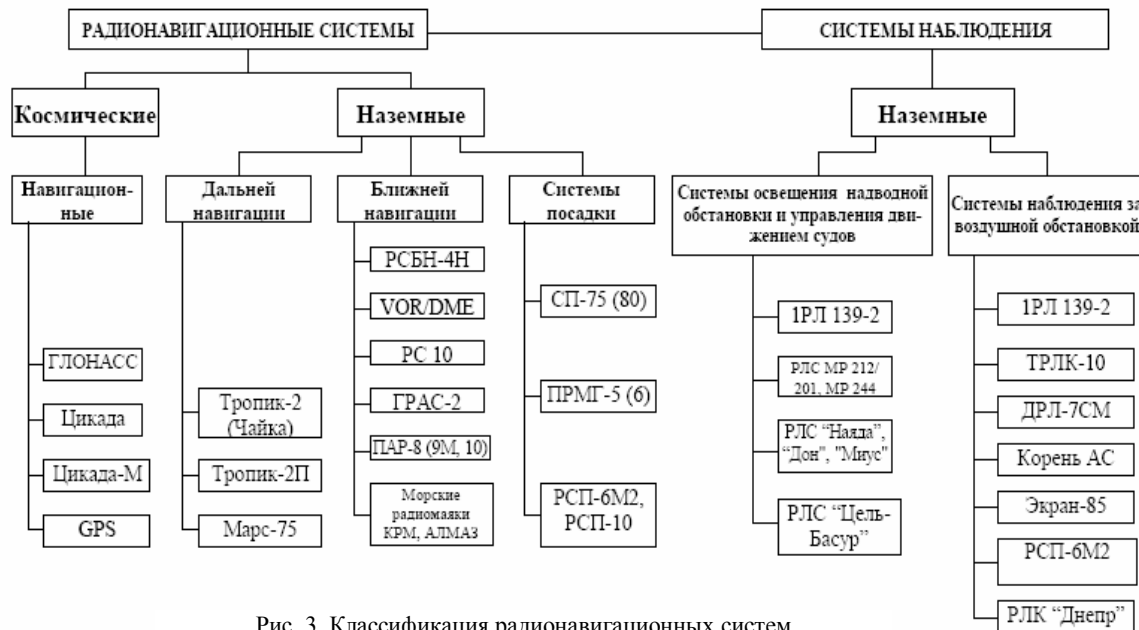 РАДИОНАВИГАЦИОННЫЕ СИСТЕМЫ
СИСТЕМЫ НАБЛЮДЕНИЯ
Космические
Наземные
Наземные
Навигацион-
ные
Дальней
навигации
Ближней
навигации
Системы
посадки
Системы освещения надводной
обстановки и управления дви-
жением судов
Системы наблюдения за
воздушной обстановкой
ГЛОНАСС
Цикада
Цикада-М
GPS
Тропик-2
(Чайка)
Тропик-2П
Марс-75
РСБН-4Н
VOR/DME
РС 10
ГРАС-2
ПАР-8 (9М, 10)
Морские
радиомаяки
КРМ, АЛМАЗ
СП-75 (80)
ПРМГ-5 (6)
РСП-6М2,
РСП-10
1РЛ 139-2
РЛС МР 212/
201, МР 244
РЛС “Наяда”,
“Дон", "Миус"
РЛС “Цель-
Басур”
1РЛ 139-2
ТРЛК-10
ДРЛ-7СМ
Корень АС
Экран-85
РСП-6М2
РЛК “Днепр”
Рис. 3. Классификация радионавигационных систем